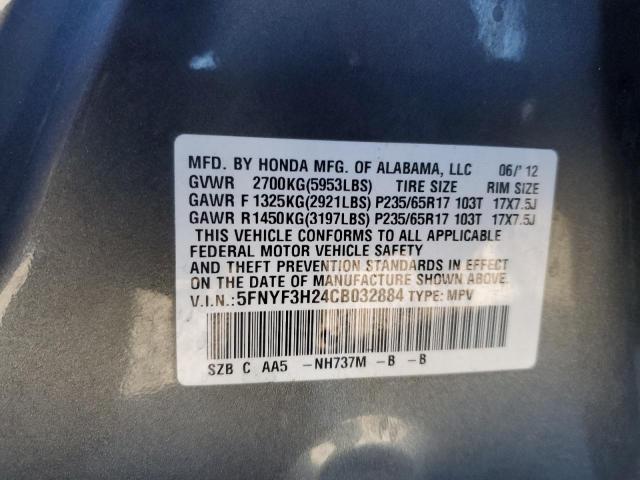 MFD. BY HONDA MFG. OF ALABAMA, LLC 06/'12
GVWR 2700KG(5953LBS) TIRE SIZE RIM SIZE
GAWR F 1325KG(2921LBS) P235/65R17 103T 17X7.5J
GAWR R 1450KG(3197LBS) P235/65R17 103T 17X7.5J
THIS VEHICLE CONFORMS TO ALL APPLICABLE
FEDERAL MOTOR VEHICLE SAFETY
AND THEFT PREVENTION STANDARDS IN EFFECT
ON THE DATE OF MANUFACTURE SHOWN ABOVE.
V.I.N.: 5FNYF3H24CB032884 TYPE: MPV
SZB C AA5 -NH737M -B -B